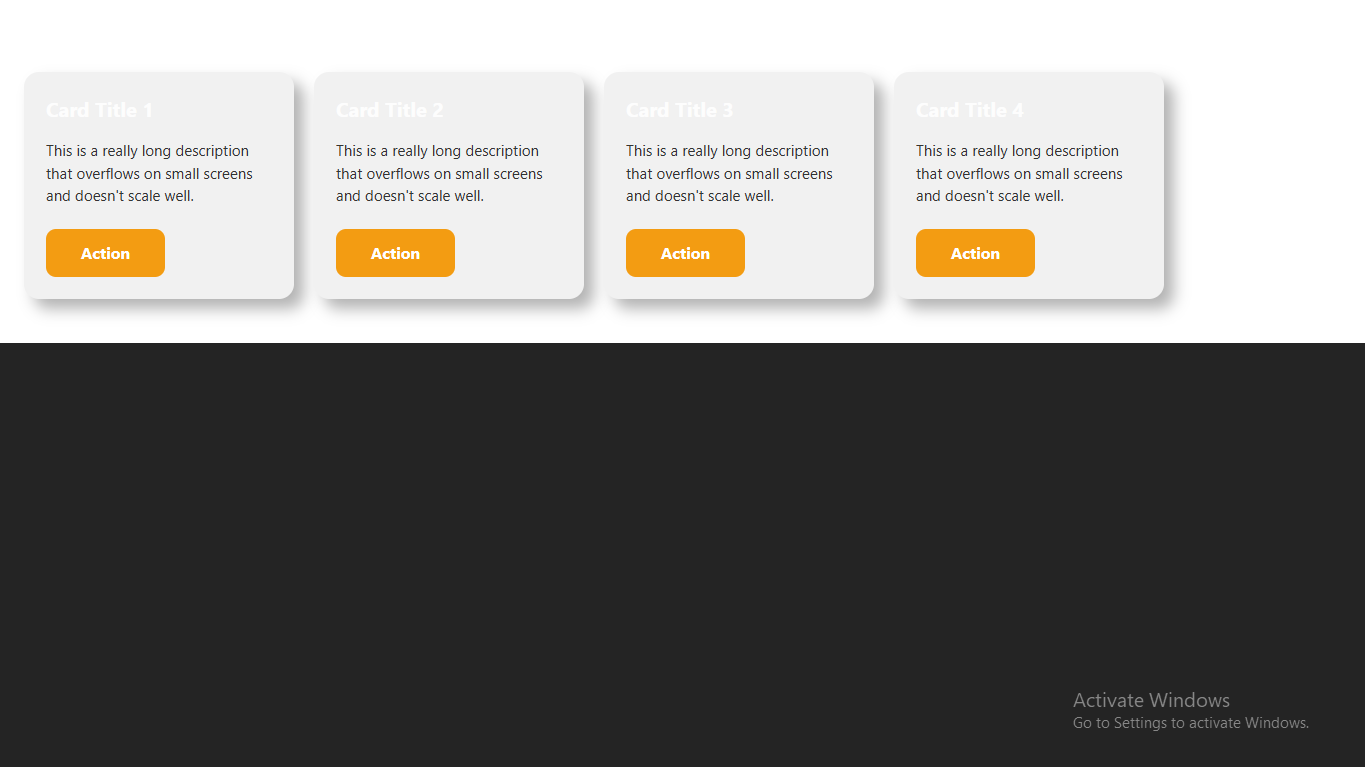 Card Title 1
This is a really long description
that overflows on small screens
and doesn't scale well.
Action
Card Title 2
This is a really long description
that overflows on small screens
and doesn't scale well.
Action
Card Title 3
This is a really long description
that overflows on small screens
and doesn't scale well.
Action
Card Title 4
This is a really long description
that overflows on small screens
and doesn't scale well.
Action
Activate Windows
Go to Settings to activate Windows.